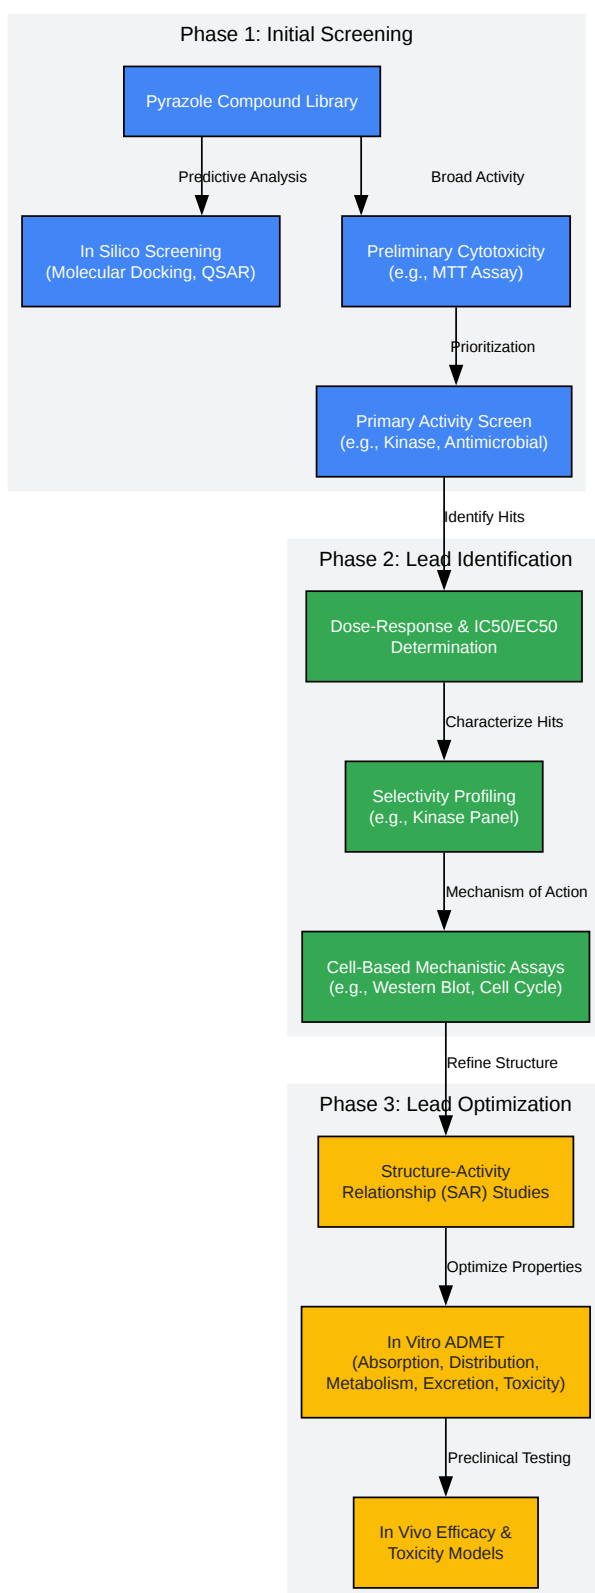 Phase 1: Initial Screening
Pyrazole Compound Library
Predictive Analysis
Broad Activity
In Silico Screening
(Molecular Docking, QSAR)
Preliminary Cytotoxicity
(e.g., MTT Assay)
Prioritization
Primary Activity Screen
(e.g., Kinase, Antimicrobial)
Identify Hits
Phase 2: Lead Identification
Dose-Response & IC50/EC50
Determination
Characterize Hits
Selectivity Profiling
(e.g., Kinase Panel)
Mechanism of Action
Cell-Based Mechanistic Assays
(e.g., Western Blot, Cell Cycle)
Refine Structure
Phase 3: Lead Optimization
Structure-Activity
Relationship (SAR) Studies
Optimize Properties
In Vitro ADMET
(Absorption, Distribution,
Metabolism, Excretion, Toxicity)
Preclinical Testing
In Vivo Efficacy &
Toxicity Models